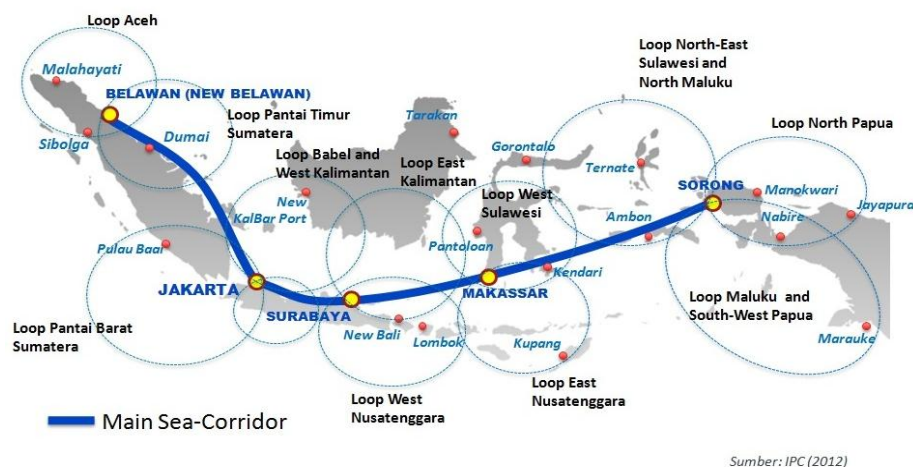 Loop Aceh
Malahayati
BELAWAN (NEW BELAWAN)
Sibolga
Dumai
Loop Pantai Timur
Sumatera
Loop Babel and
West Kalimantan
New
KalBar Port
Tarakan
Loop East
Kalimantan
Gorontalo
Loop West
Sulawesi
Pantoloan
Loop North-East
Sulawesi and
North Maluku
Ternate
Loop North Papua
SORONG
Manokwari
Jayapura
Nabire
Ambon
Kendari
Pulau Baai
JAKARTA
SURABAYA
MAKASSAR
Loop Maluku and
South-West Papua
Marauke
Loop Pantai Barat
Sumatera
New Bali
Lombok
Kupang
Loop West
Nusatenggara
Loop East
Nusatenggara
Main Sea-Corridor
Sumber: IPC (2012)